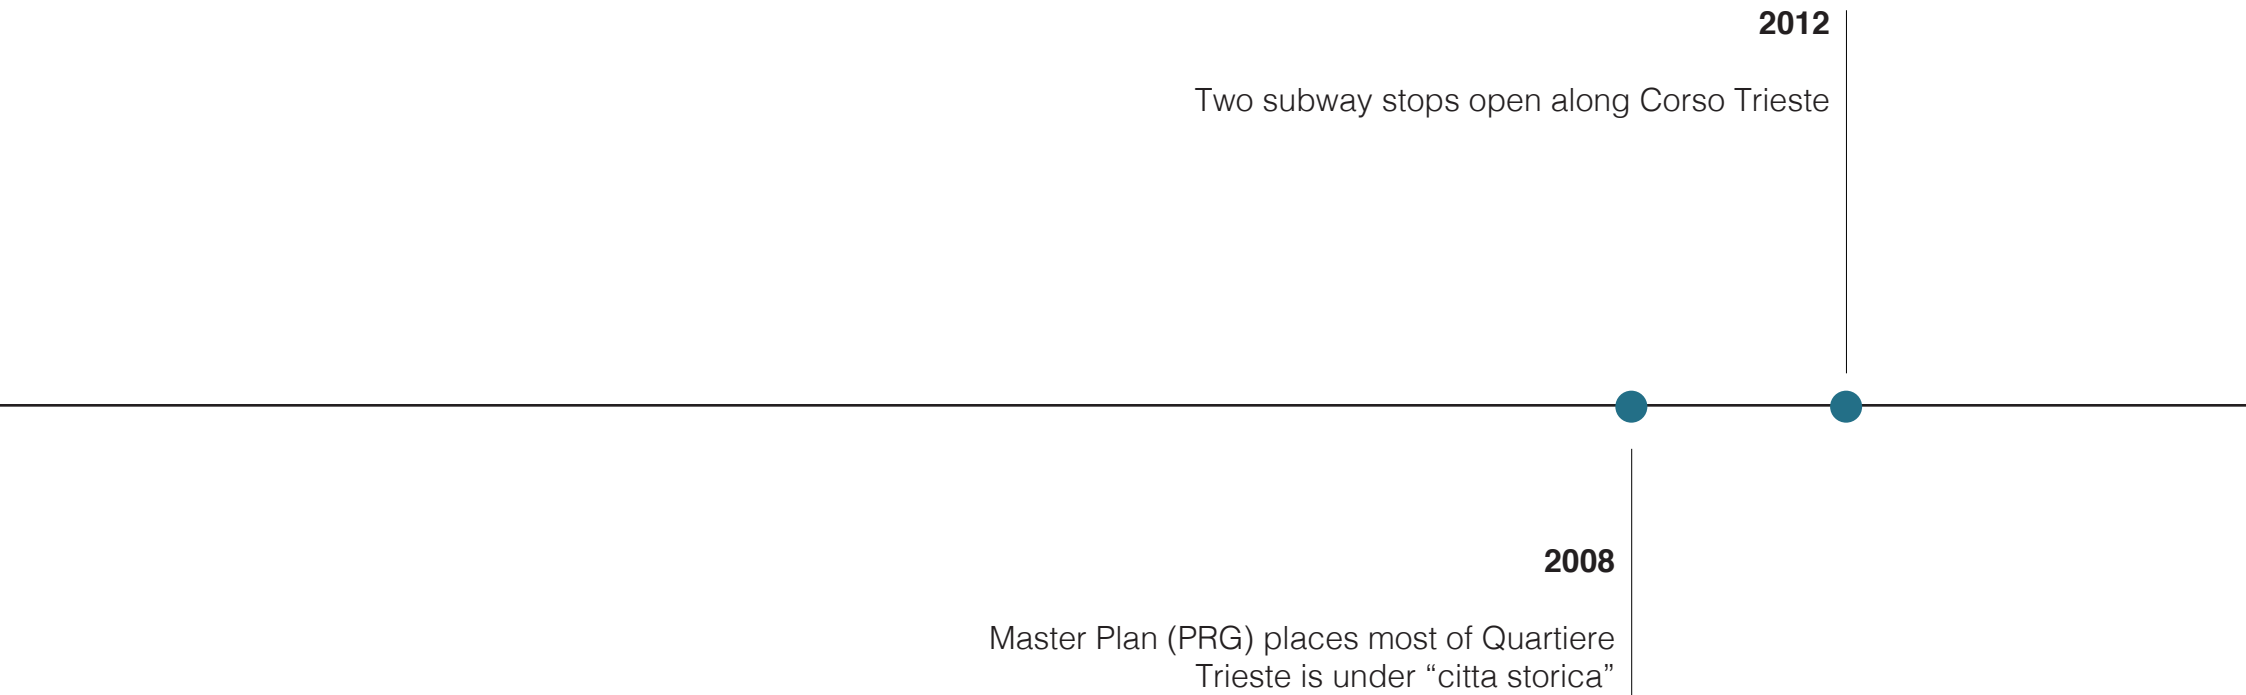 2012
Two subway stops open along Corso Trieste
2008
Master Plan (PRG) places most of Quartiere
Trieste is under “citta storica”